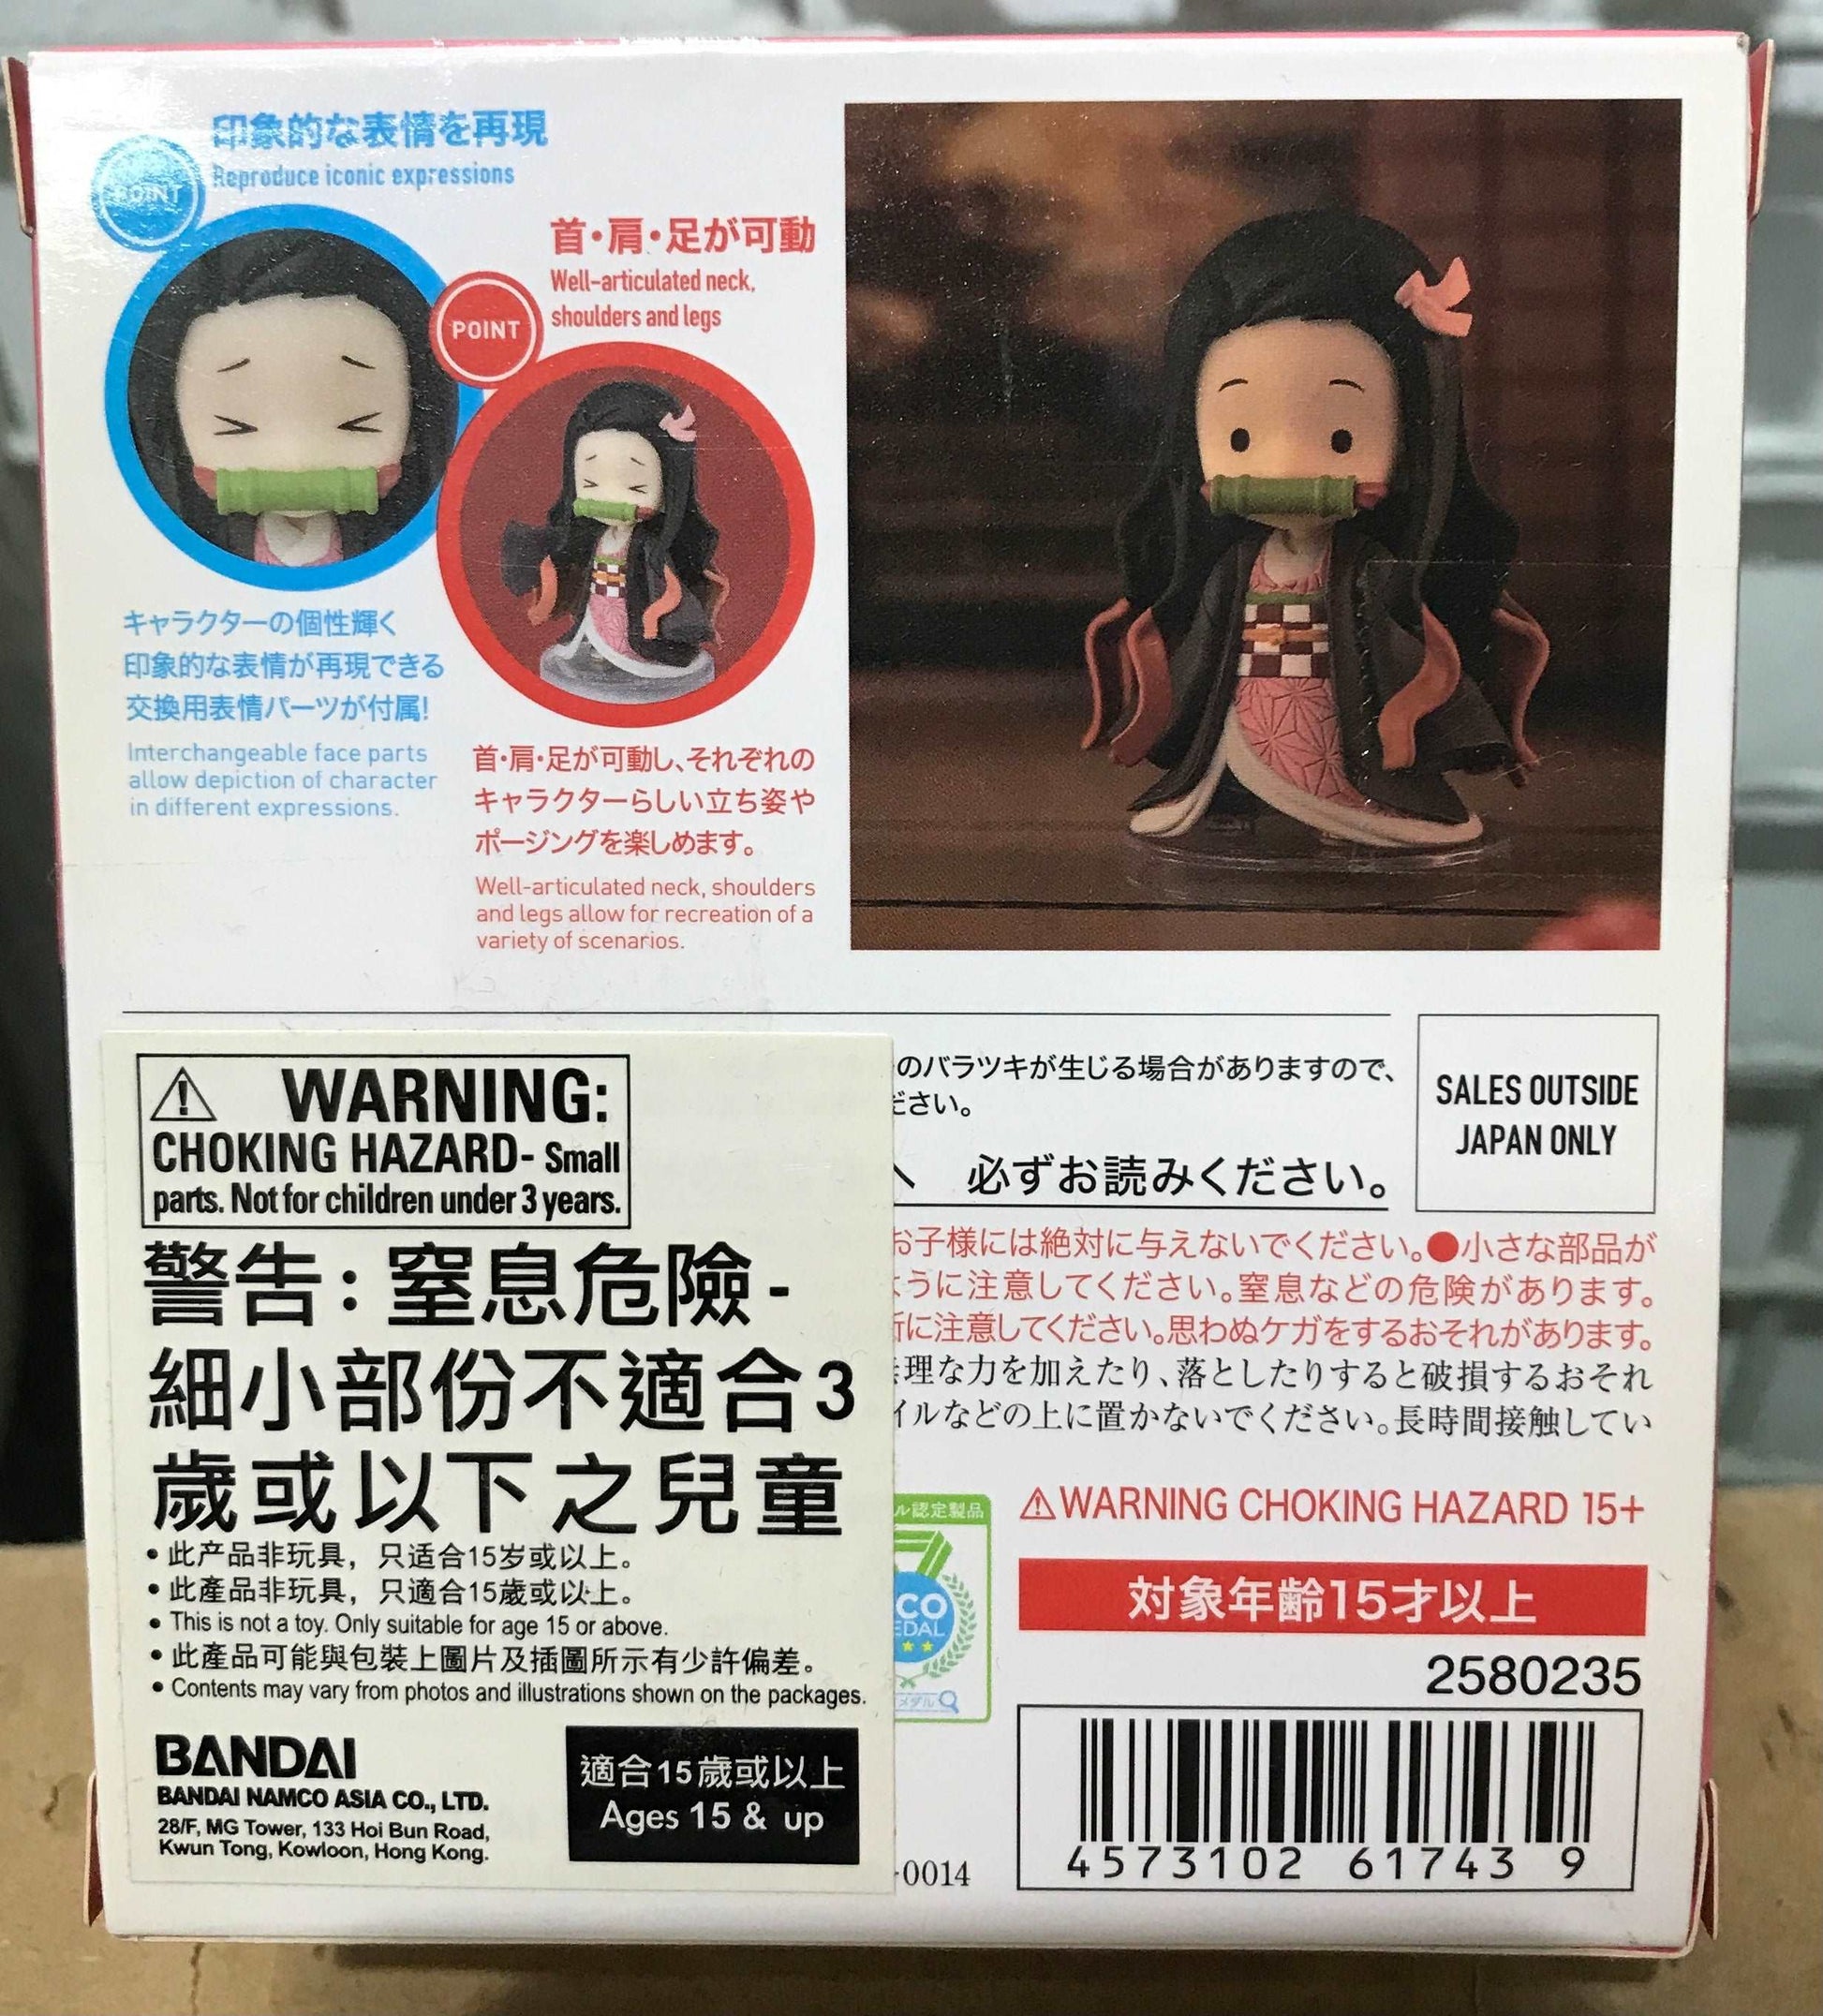 印象的な表情を再現
Reproduce iconic expressions
POINT
首・肩・足が可動
Well-articulated neck,
shoulders and legs
POINT
キャラクターの個性輝く
印象的な表情が再現できる
交換用表情パーツが付属!
Interchangeable face parts
allow depiction of character
in different expressions.
首・肩・足が可動し、それぞれの
キャラクターらしい立ち姿や
ポージングを楽しめます。
Well-articulated neck, shoulders
and legs allow for recreation of a
variety of scenarios.
のバラツキが生じる場合がありますので、
ださい。
必ずお読みください。
SALES OUTSIDE
JAPAN ONLY
お子様には絶対に与えないでください。●小さな部品が
ように注意してください。窒息などの危険があります。
に注意してください。思わぬケガをするおそれがあります。
理な力を加えたり、落としたりすると破損するおそれ
イルなどの上に置かないでください。長時間接触してい
⚠WARNING CHOKING HAZARD 15+
対象年齢15才以上
2580235
4573102 61743 9
ル認定製品
CO
EDAL
メダル
-0014
⚠ WARNING:
CHOKING HAZARD- Small
parts. Not for children under 3 years.
警告:窒息危險-
細小部份不適合3
歲或以下之兒童
• 此产品非玩具，只适合15岁或以上。
• 此產品非玩具，只適合15歲或以上。
• This is not a toy. Only suitable for age 15 or above.
• 此產品可能與包裝上圖片及插圖所示有少許偏差。
• Contents may vary from photos and illustrations shown on the packages.
BANDAI
BANDAI NAMCO ASIA CO., LTD.
28/F, MG Tower, 133 Hoi Bun Road,
Kwun Tong, Kowloon, Hong Kong.
適合15歲或以上
Ages 15 & up